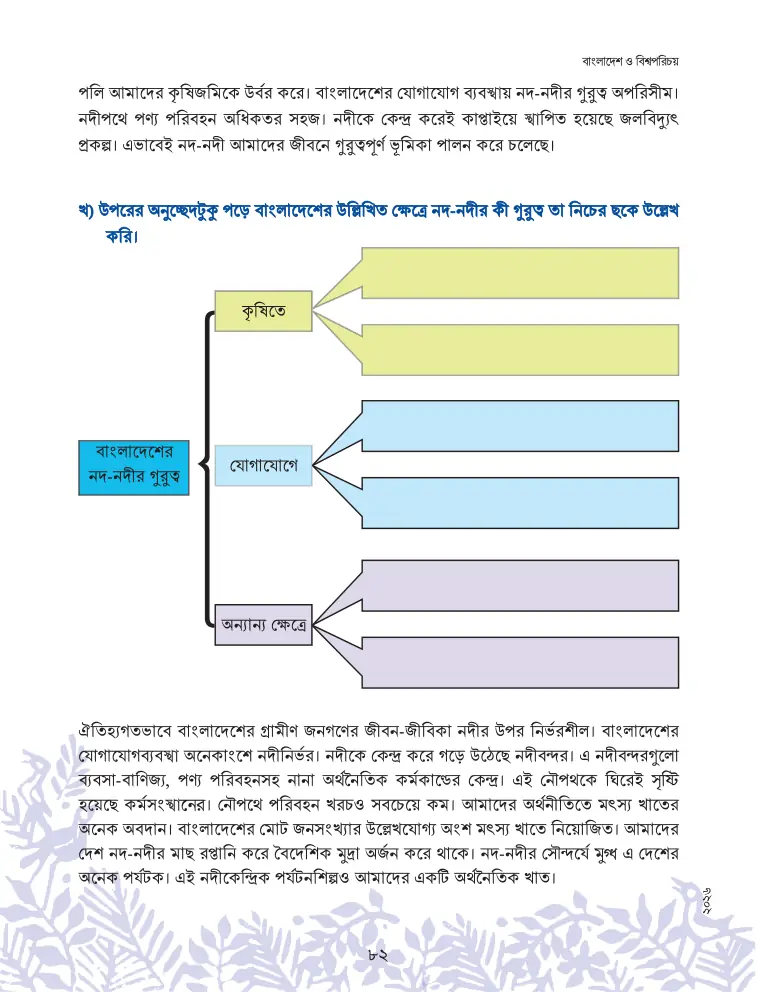 বাংলাদেশ ও বিশ্বপরিচয়
পলি আমাদের কৃষিজমিকে উর্বর করে। বাংলাদেশের যোগাযোগ ব্যবস্থায় নদ-নদীর গুরুত্ব অপরিসীম।
নদীপথে পণ্য পরিবহন অধিকতর সহজ। নদীকে কেন্দ্র করেই কাপ্তাইয়ে স্থাপিত হয়েছে জলবিদ্যুৎ
প্রকল্প। এভাবেই নদ-নদী আমাদের জীবনে গুরুত্বপূর্ণ ভূমিকা পালন করে চলেছে।
খ) উপরের অনুচ্ছেদটুকু পড়ে বাংলাদেশের উল্লিখিত ক্ষেত্রে নদ-নদীর কী গুরুত্ব তা নিচের ছকে উল্লেখ
করি।
কৃষিতে
বাংলাদেশের
নদ-নদীর গুরুত্ব
যোগাযোগে
অন্যান্য ক্ষেত্রে
ঐতিহ্যগতভাবে বাংলাদেশের গ্রামীণ জনগণের জীবন-জীবিকা নদীর উপর নির্ভরশীল। বাংলাদেশের
যোগাযোগব্যবস্থা অনেকাংশে নদীনির্ভর। নদীকে কেন্দ্র করে গড়ে উঠেছে নদীবন্দর। এ নদীবন্দরগুলো
ব্যবসা-বাণিজ্য, পণ্য পরিবহনসহ নানা অর্থনৈতিক কর্মকাণ্ডের কেন্দ্র। এই নৌপথকে ঘিরেই সৃষ্টি
হয়েছে কর্মসংস্থানের। নৌপথে পরিবহন খরচও সবচেয়ে কম। আমাদের অর্থনীতিতে মৎস্য খাতের
অনেক অবদান। বাংলাদেশের মোট জনসংখ্যার উল্লেখযোগ্য অংশ মৎস্য খাতে নিয়োজিত। আমাদের
দেশ নদ-নদীর মাছ রপ্তানি করে বৈদেশিক মুদ্রা অর্জন করে থাকে। নদ-নদীর সৌন্দর্যে মুগ্ধ এ দেশের
অনেক পর্যটক। এই নদীকেন্দ্রিক পর্যটনশিল্পও আমাদের একটি অর্থনৈতিক খাত।
২০২৬
৮২